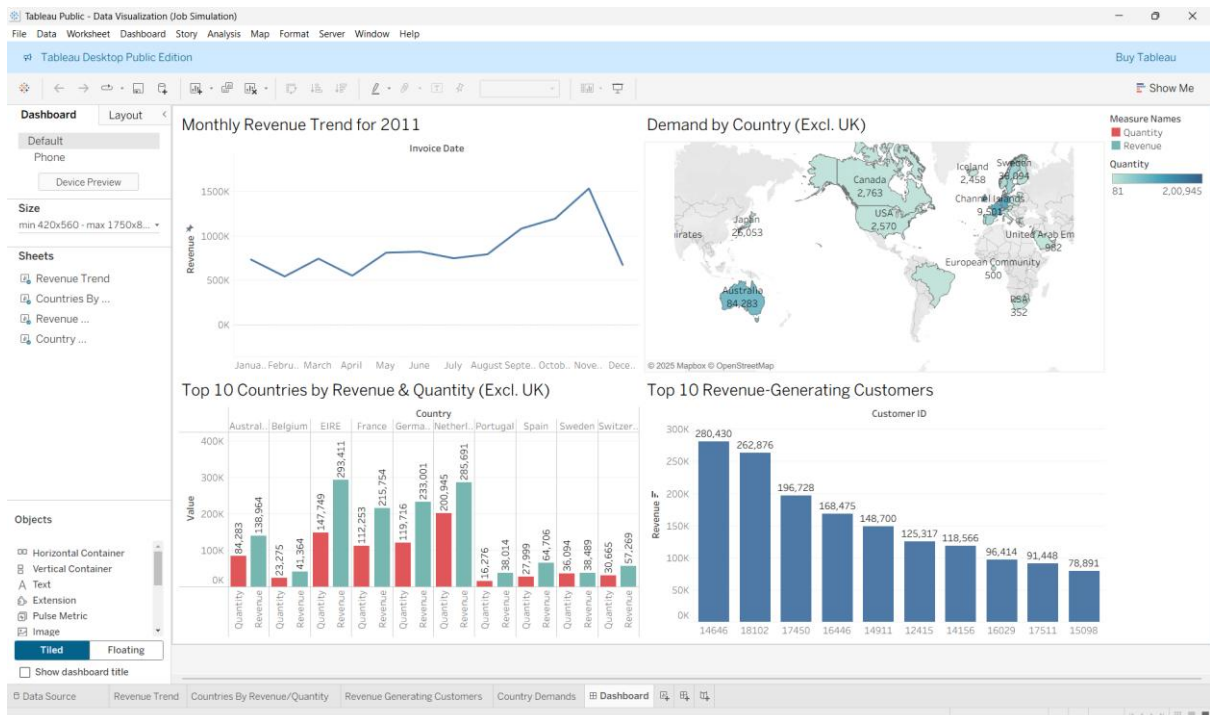 Tableau Public - Data Visualization (Job Simulation)
File Data Worksheet Dashboard Story Analysis Map Format Server Window Help
Tableau Desktop Public Edition
Buy Tableau
Show Me
Dashboard Layout
Default
Phone
Device Preview
Size
min 420x560 - max 1750x8...
Sheets
Revenue Trend
Countries By ...
Revenue ...
Country ...
Objects
Horizontal Container
Vertical Container
Text
Extension
Pulse Metric
Image
Tiled Floating
Show dashboard title
Monthly Revenue Trend for 2011
Invoice Date
Revenue
1500K
1000K
500K
0K
Janua.. Febru.. March April May June July August Septe.. Octob.. Nove.. Dece..
Demand by Country (Excl. UK)
Iceland
2,458
Sweden
36,094
Canada
2,763
Channel Islands
9,501
USA
2,570
Japan
26,053
irates
United Arab Em
982
European Community
500
Australia
84,283
RSA
352
© 2025 Mapbox © OpenStreetMap
Measure Names
Quantity
Revenue
Quantity
81 2,00,945
Top 10 Countries by Revenue & Quantity (Excl. UK)
Country
Austral.. Belgium EIRE France Germa.. Netherl.. Portugal Spain Sweden Switzer..
Value
400K
300K
200K
100K
0K
84,283 138,964 23,275 41,364 147,749 293,411 112,253 215,754 119,716 233,001 200,945 285,691 16,276 38,014 27,999 64,706 36,094 38,489 30,665 57,269
Quantity Revenue Quantity Revenue Quantity Revenue Quantity Revenue Quantity Revenue Quantity Revenue Quantity Revenue Quantity Revenue Quantity Revenue Quantity Revenue
Top 10 Revenue-Generating Customers
Customer ID
Revenue
300K
250K
200K
150K
100K
50K
0K
280,430 262,876 196,728 168,475 148,700 125,317 118,566 96,414 91,448 78,891
14646 18102 17450 16446 14911 12415 14156 16029 17511 15098
Data Source Revenue Trend Countries By Revenue/Quantity Revenue Generating Customers Country Demands Dashboard